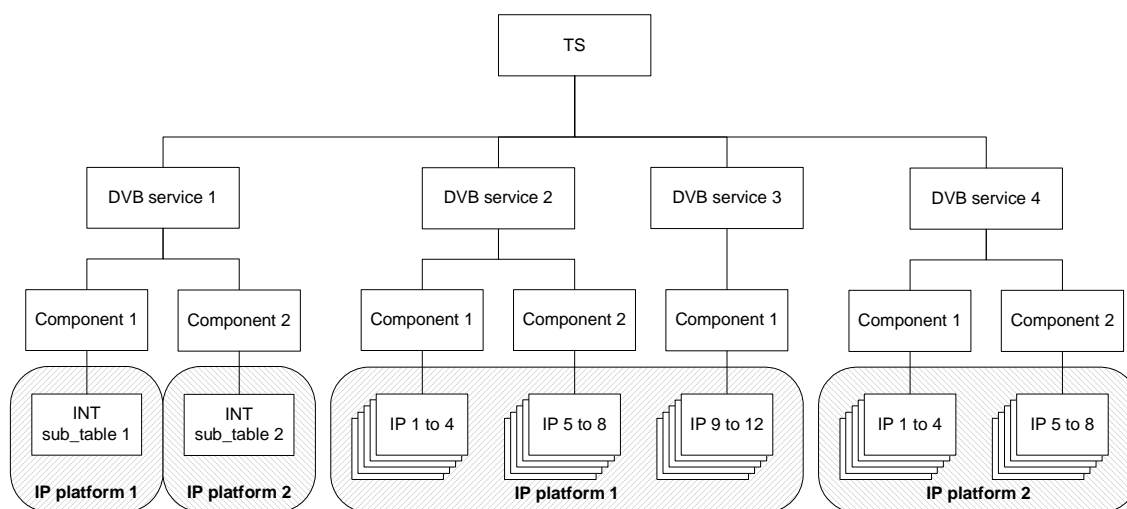 TS
DVB service 1
DVB service 2
DVB service 3
DVB service 4
Component 1
Component 2
Component 1
Component 2
Component 1
Component 1
Component 2
INT
sub_table 1
INT
sub_table 2
IP 1 to 4
IP 5 to 8
IP 9 to 12
IP 1 to 4
IP 5 to 8
IP platform 1
IP platform 2
IP platform 1
IP platform 2